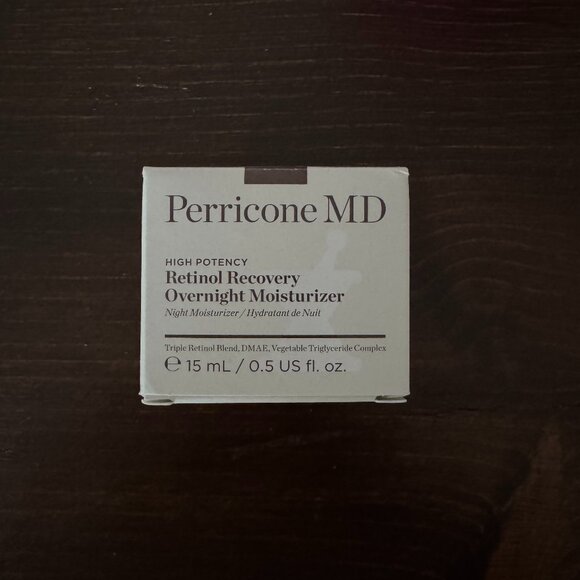 Perricone MD
HIGH POTENCY
Retinol Recovery
Overnight Moisturizer
Night Moisturizer / Hydratant de Nuit
Triple Retinol Blend, DMAE, Vegetable Triglyceride Complex
℮ 15 mL / 0.5 US fl. oz.